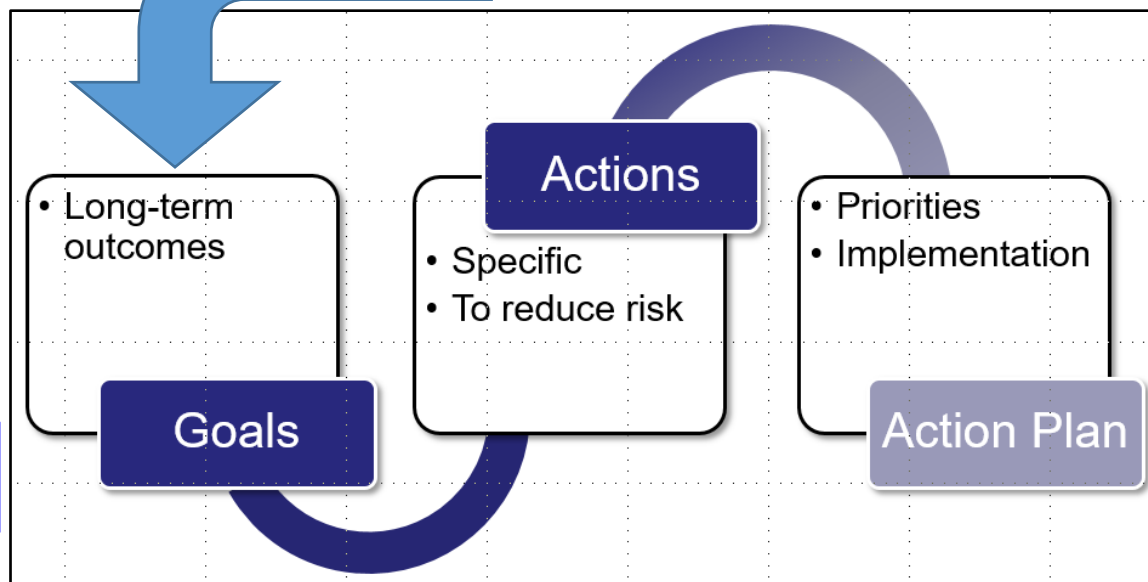 • Long-term
outcomes
Goals
Actions
• Specific
• To reduce risk
• Priorities
• Implementation
Action Plan